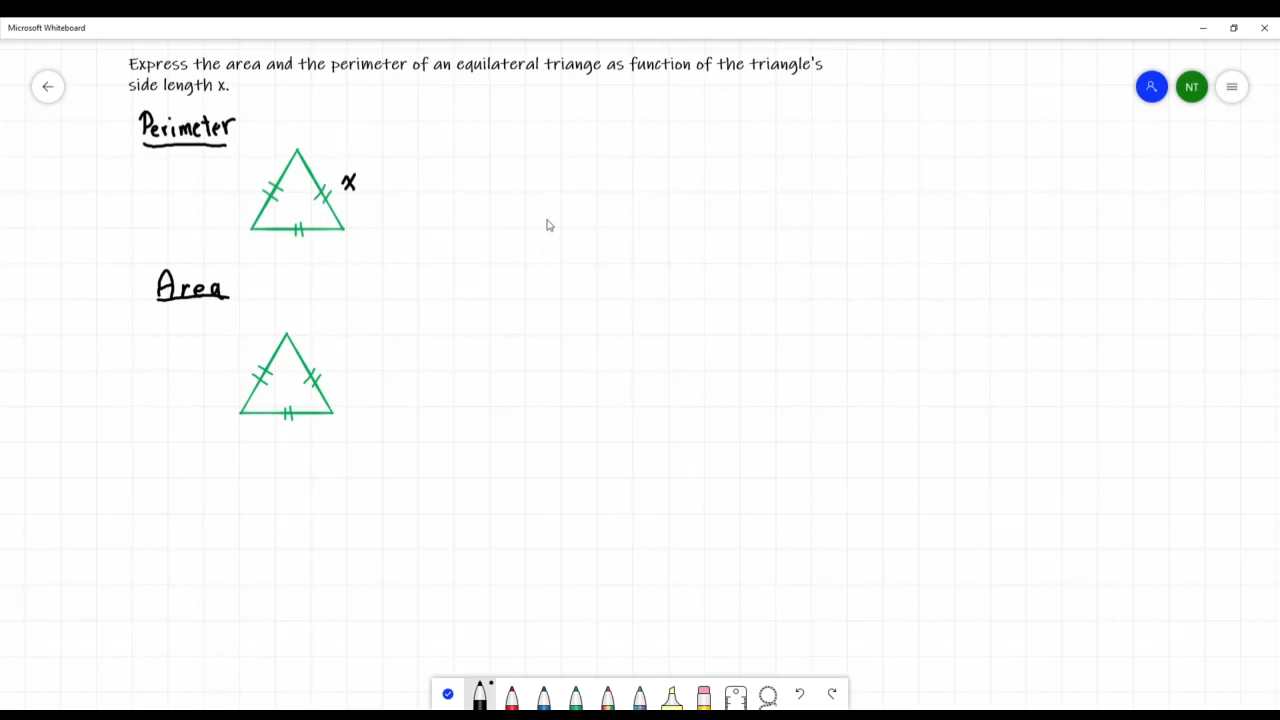 Microsoft Whiteboard
Express the area and the perimeter of an equilateral triange as function of the triangle's
side length x.
NT
Perimeter
x
Area